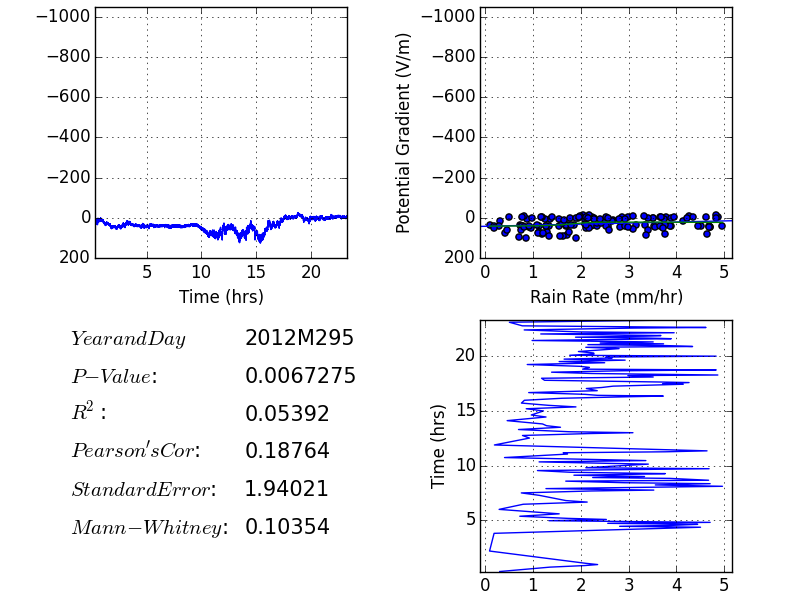 −1000
−800
−600
−400
−200
0
200
5 10 15 20
Time (hrs)
Potential Gradient (V/m)
−1000
−800
−600
−400
−200
0
200
0 1 2 3 4 5
Rain Rate (mm/hr)
YearandDay 2012M295
P−Value: 0.0067275
R²: 0.05392
Pearson'sCor: 0.18764
StandardError: 1.94021
Mann−Whitney: 0.10354
Time (hrs)
20
15
10
5
0 1 2 3 4 5